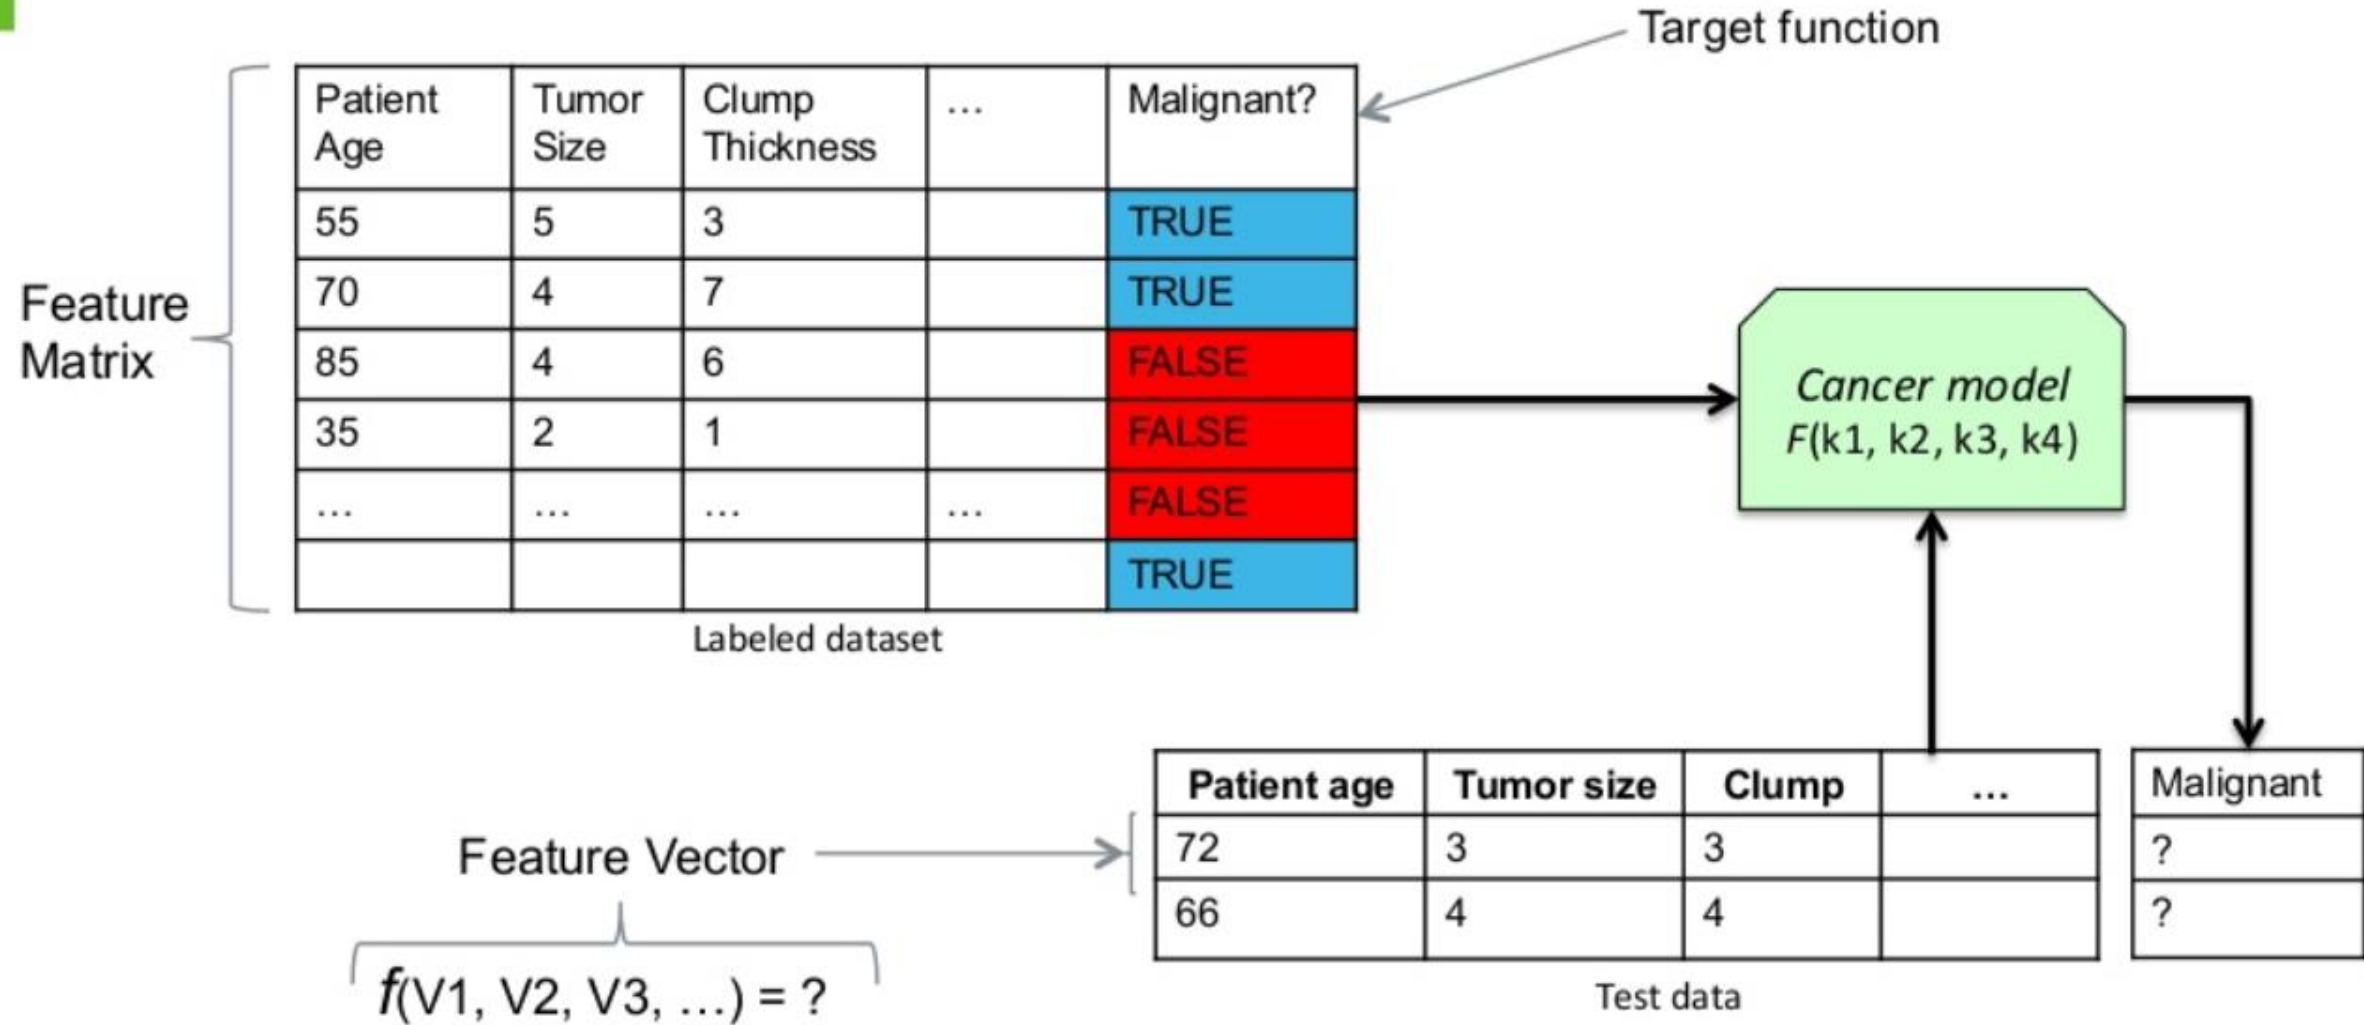 Target function
Patient Age Tumor Size Clump Thickness ... Malignant?
55 5 3 TRUE
70 4 7 TRUE
85 4 6 FALSE
35 2 1 FALSE
... ... ... ... FALSE
TRUE
Labeled dataset
Feature
Matrix
Cancer model
F(k1, k2, k3, k4)
Patient age Tumor size Clump ... Malignant
72 3 3 ?
66 4 4 ?
Test data
Feature Vector
f(V1, V2, V3, ...) = ?